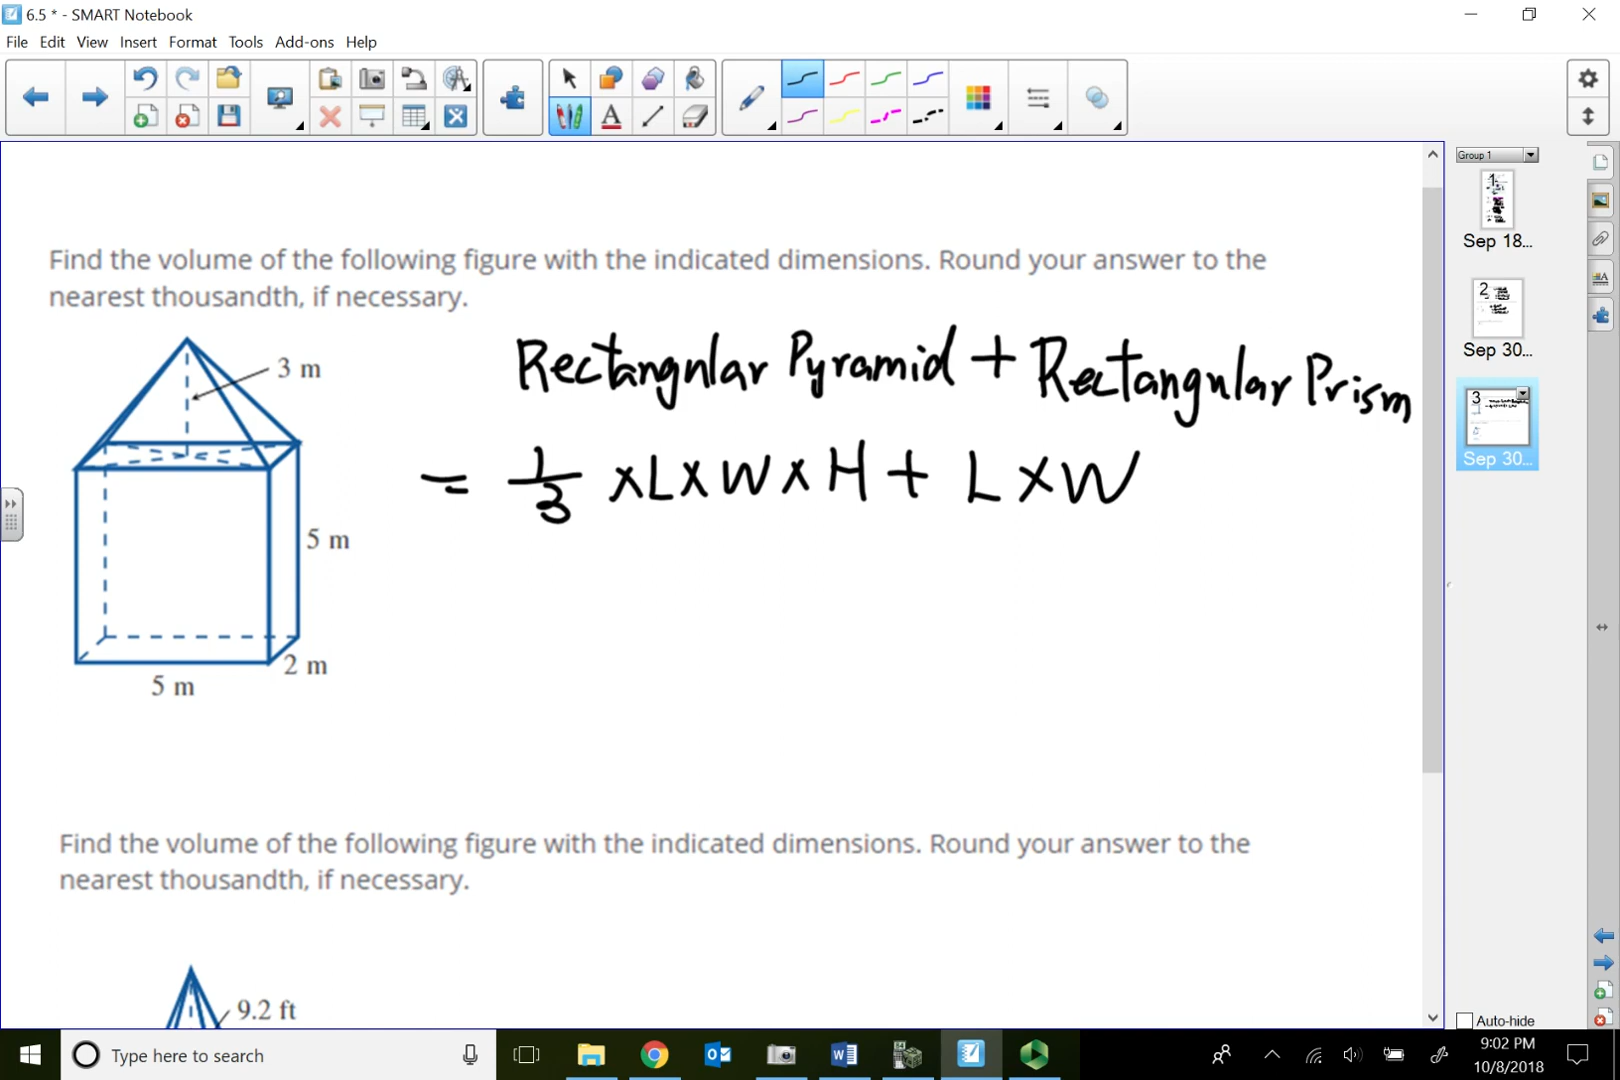 6.5 * - SMART Notebook
File Edit View Insert Format Tools Add-ons Help
Group 1
Sep 18...
Sep 30...
Sep 30...
Find the volume of the following figure with the indicated dimensions. Round your answer to the
nearest thousandth, if necessary.
3 m
5 m
2 m
5 m
Rectangular Pyramid + Rectangular Prism
= 1/3 × L × W × H + L × W
Find the volume of the following figure with the indicated dimensions. Round your answer to the
nearest thousandth, if necessary.
9.2 ft
Auto-hide
Type here to search
9:02 PM
10/8/2018